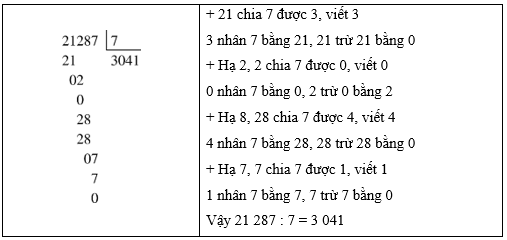 21287 7
21 3041
02
0
28
28
07
7
0
+ 21 chia 7 được 3, viết 3
3 nhân 7 bằng 21, 21 trừ 21 bằng 0
+ Hạ 2, 2 chia 7 được 0, viết 0
0 nhân 7 bằng 0, 2 trừ 0 bằng 2
+ Hạ 8, 28 chia 7 được 4, viết 4
4 nhân 7 bằng 28, 28 trừ 28 bằng 0
+ Hạ 7, 7 chia 7 được 1, viết 1
1 nhân 7 bằng 7, 7 trừ 7 bằng 0
Vậy 21 287 : 7 = 3 041